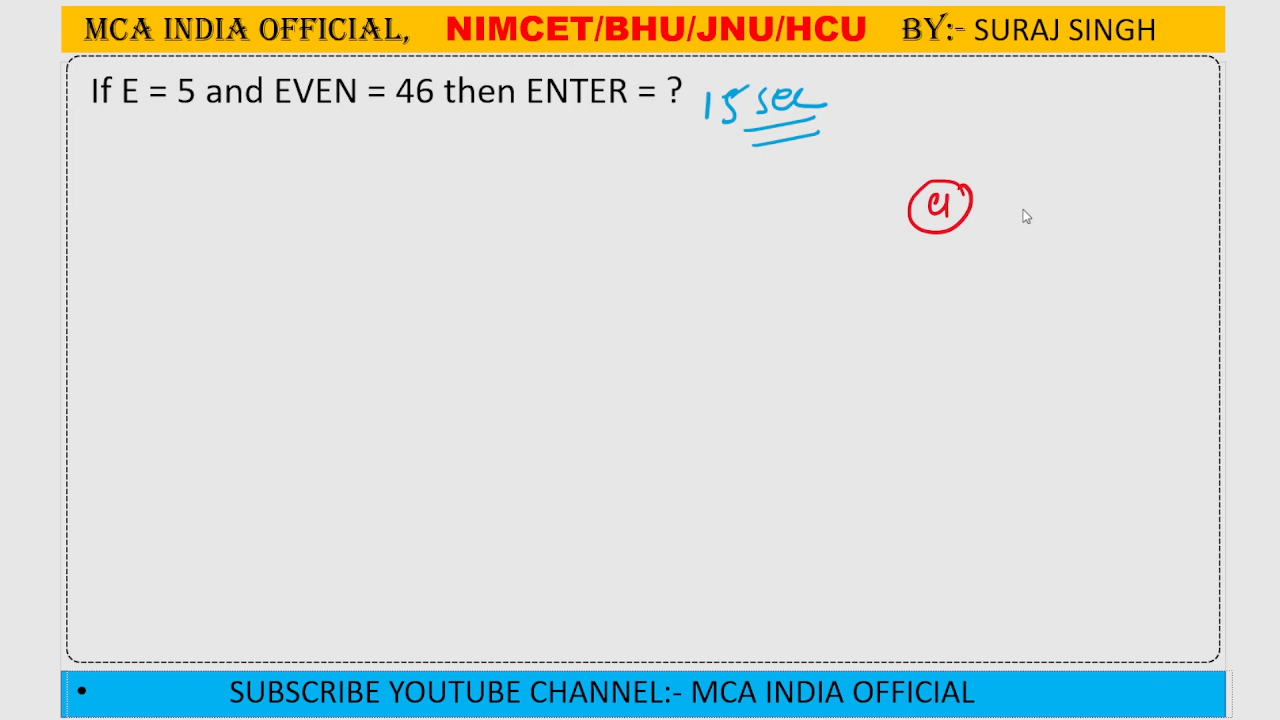 MCA INDIA OFFICIAL, NIMCET/BHU/JNU/HCU BY:- SURAJ SINGH
If E = 5 and EVEN = 46 then ENTER = ? 15 sec
• SUBSCRIBE YOUTUBE CHANNEL:- MCA INDIA OFFICIAL